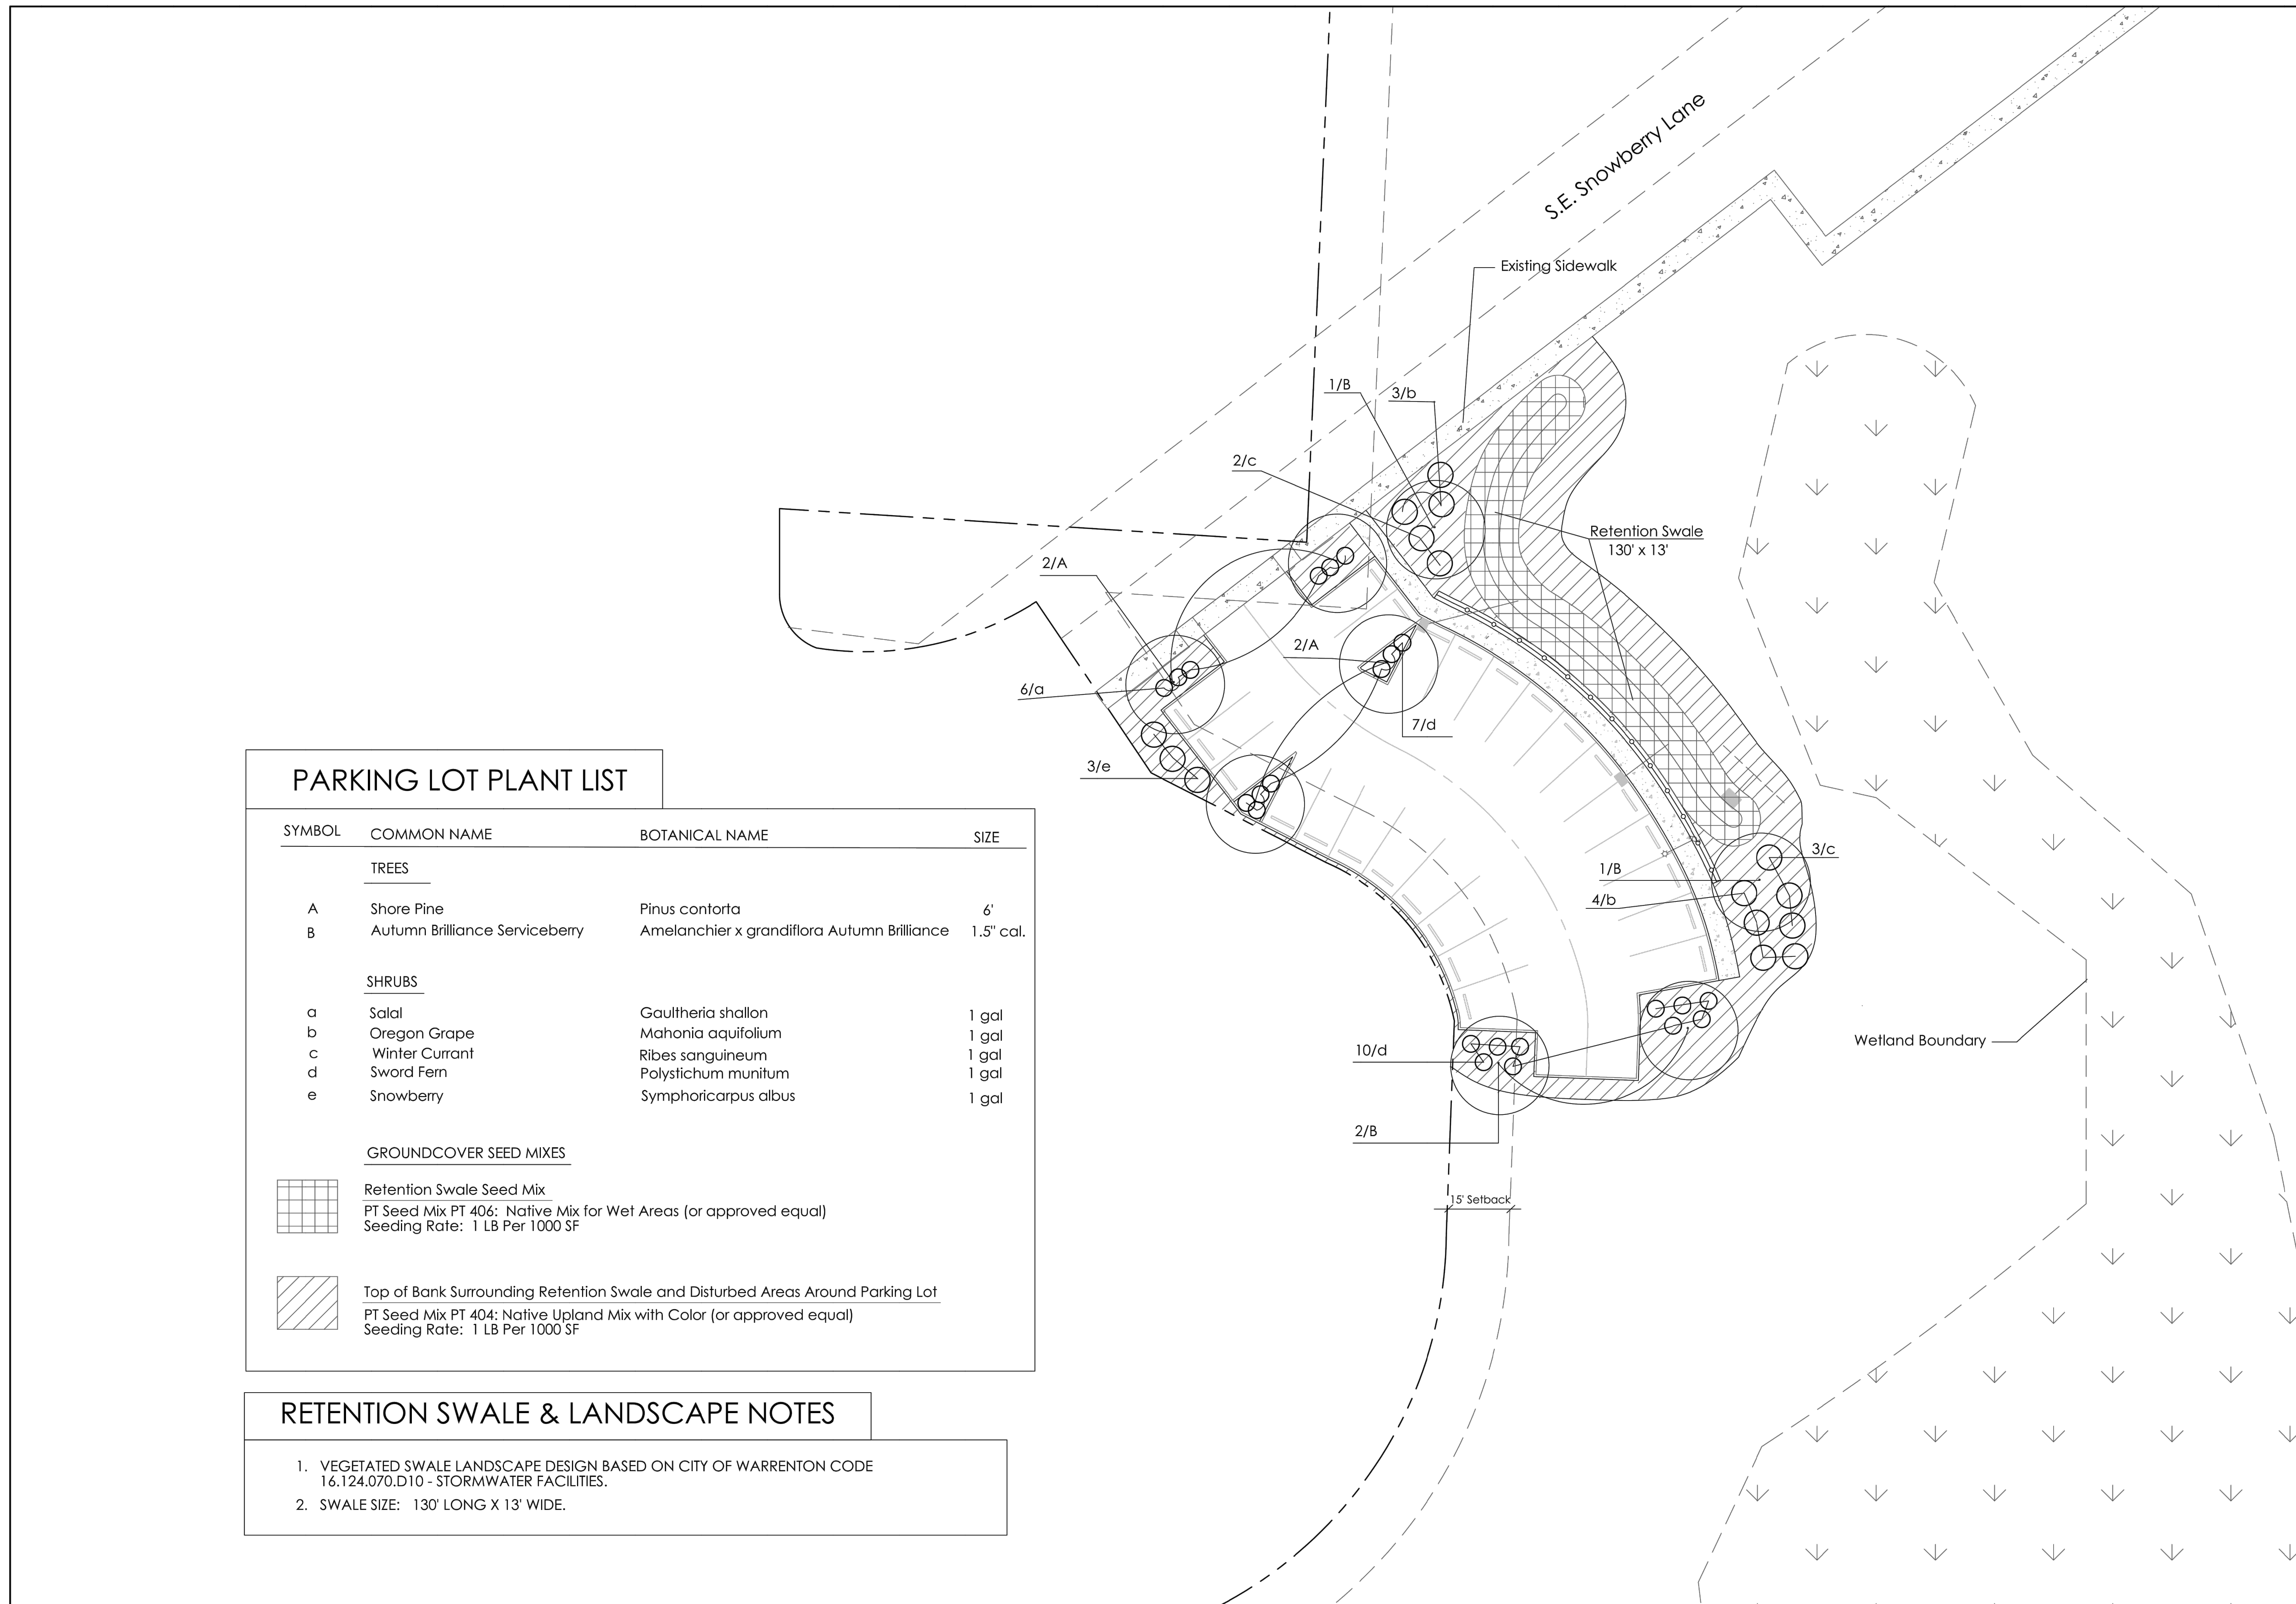 S.E. Snowberry Lane
Existing Sidewalk
1/B
3/b
2/c
Retention Swale
130' x 13'
2/A
2/A
6/a
7/d
3/e
3/c
1/B
4/b
Wetland Boundary
10/d
2/B
15' Setback
PARKING LOT PLANT LIST
SYMBOL COMMON NAME BOTANICAL NAME SIZE
TREES
A Shore Pine Pinus contorta 6'
B Autumn Brilliance Serviceberry Amelanchier x grandiflora Autumn Brilliance 1.5" cal.
SHRUBS
a Salal Gaultheria shallon 1 gal
b Oregon Grape Mahonia aquifolium 1 gal
c Winter Currant Ribes sanguineum 1 gal
d Sword Fern Polystichum munitum 1 gal
e Snowberry Symphoricarpus albus 1 gal
GROUNDCOVER SEED MIXES
Retention Swale Seed Mix
PT Seed Mix PT 406: Native Mix for Wet Areas (or approved equal)
Seeding Rate: 1 LB Per 1000 SF
Top of Bank Surrounding Retention Swale and Disturbed Areas Around Parking Lot
PT Seed Mix PT 404: Native Upland Mix with Color (or approved equal)
Seeding Rate: 1 LB Per 1000 SF
RETENTION SWALE & LANDSCAPE NOTES
1. VEGETATED SWALE LANDSCAPE DESIGN BASED ON CITY OF WARRENTON CODE
16.124.070.D10 - STORMWATER FACILITIES.
2. SWALE SIZE: 130' LONG X 13' WIDE.